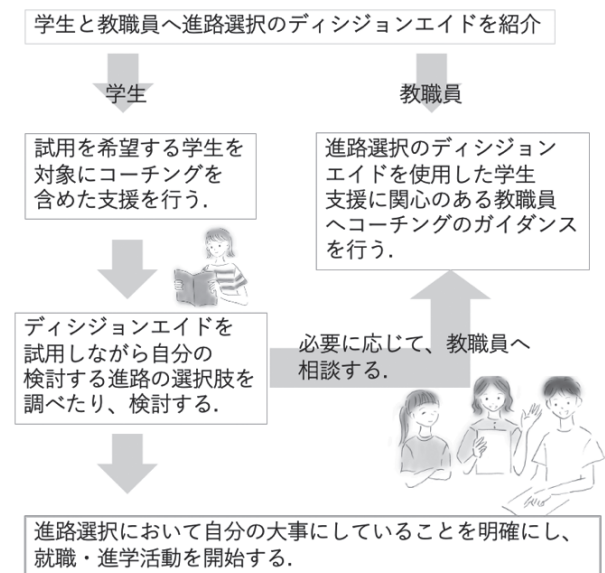 学生と教職員へ進路選択のディシジョンエイドを紹介
学生
教職員
試用を希望する学生を
対象にコーチングを
含めた支援を行う.
進路選択のディシジョン
エイドを使用した学生
支援に関心のある教職員
へコーチングのガイダンス
を行う.
ディシジョンエイドを
試用しながら自分の
検討する進路の選択肢を
調べたり、検討する.
必要に応じて、教職員へ
相談する.
進路選択において自分の大事にしていることを明確にし、
就職・進学活動を開始する.